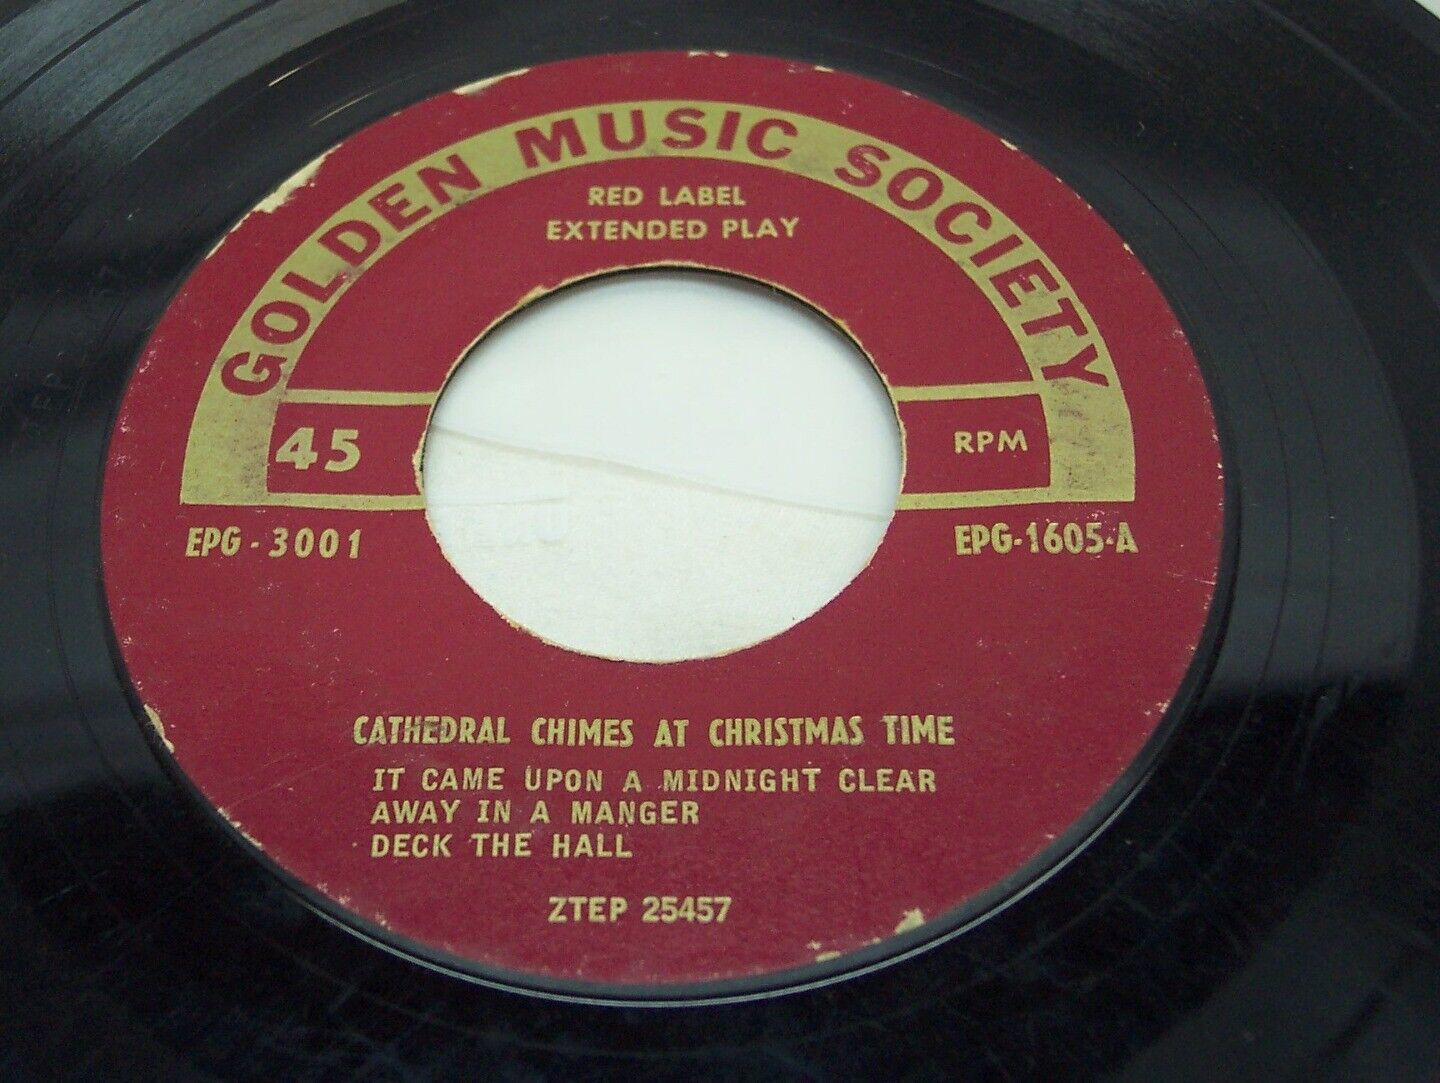 GOLDEN MUSIC SOCIETY
RED LABEL
EXTENDED PLAY
45
RPM
EPG-3001
EPG-1605-A
CATHEDRAL CHIMES AT CHRISTMAS TIME
IT CAME UPON A MIDNIGHT CLEAR
AWAY IN A MANGER
DECK THE HALL
ZTEP 25457